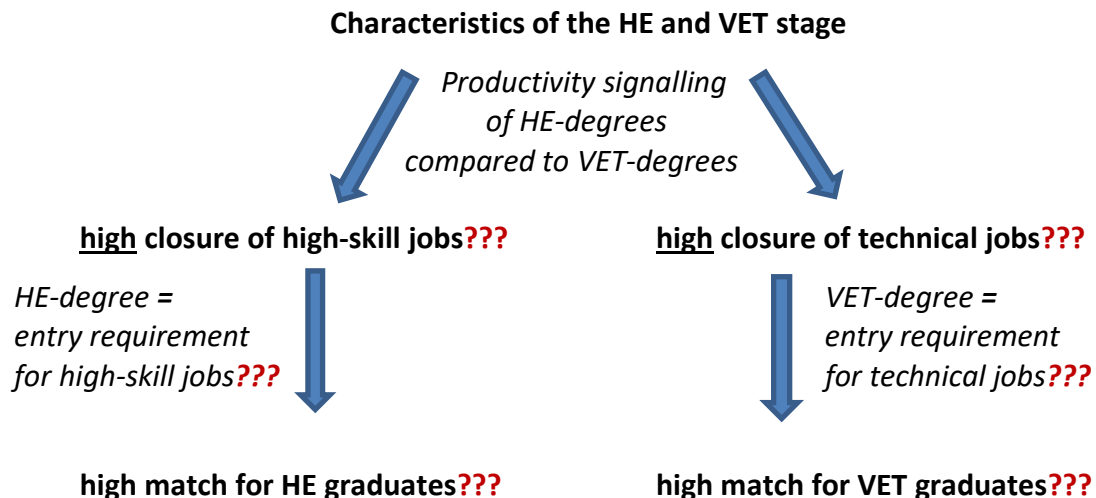 Characteristics of the HE and VET stage
Productivity signalling
of HE-degrees
compared to VET-degrees
high closure of high-skill jobs???
high closure of technical jobs???
HE-degree =
entry requirement
for high-skill jobs???
VET-degree =
entry requirement
for technical jobs???
high match for HE graduates???
high match for VET graduates???